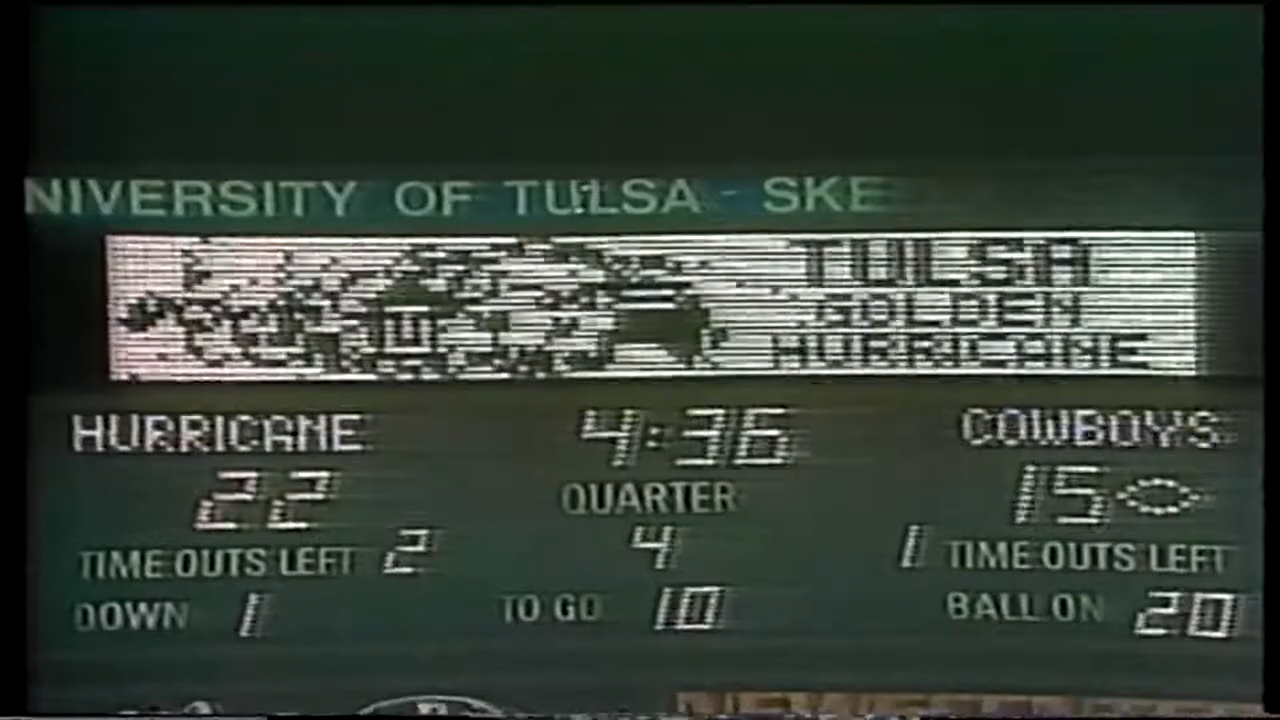 NIVERSITY OF TULSA - SKE
TULSA
GOLDEN
HURRICANE
HURRICANE 4:36 COWBOYS
22 QUARTER 15
TIME OUTS LEFT 2 4 1 TIME OUTS LEFT
DOWN 1 TO GO 10 BALL ON 20